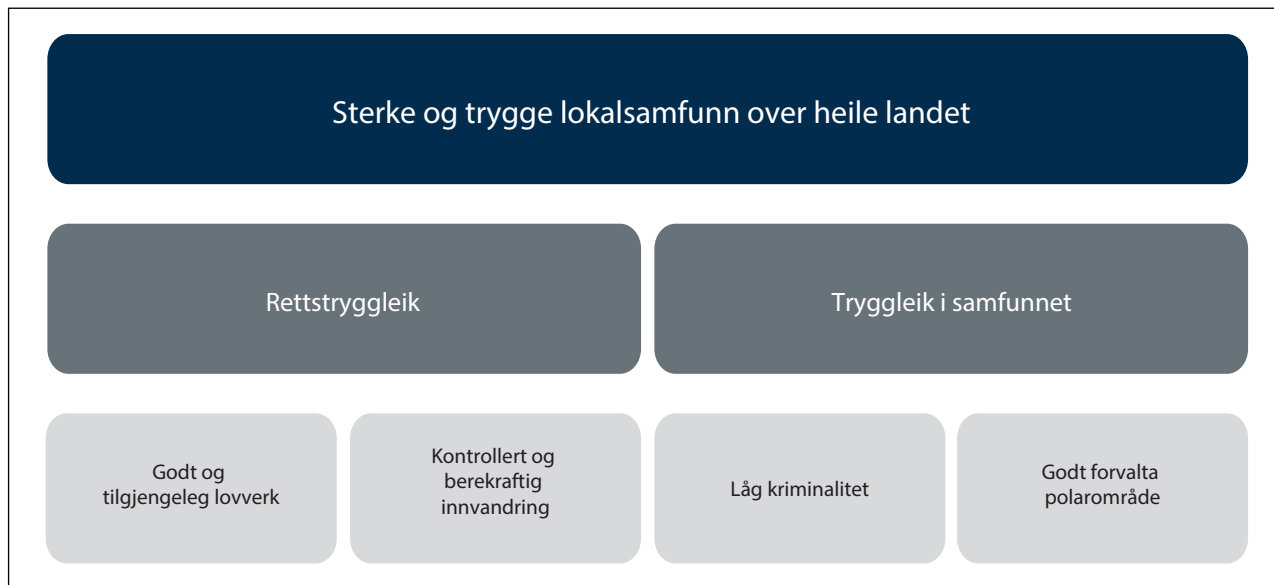 Sterke og trygge lokalsamfunn over heile landet
Rettstryggleik
Tryggleik i samfunnet
Godt og
tilgjengeleg lovverk
Kontrollert og
berekraftig
innvandring
Låg kriminalitet
Godt forvalta
polarområde